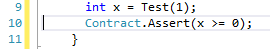 9 int x = Test(1);
10 Contract.Assert(x >= 0);
11 }